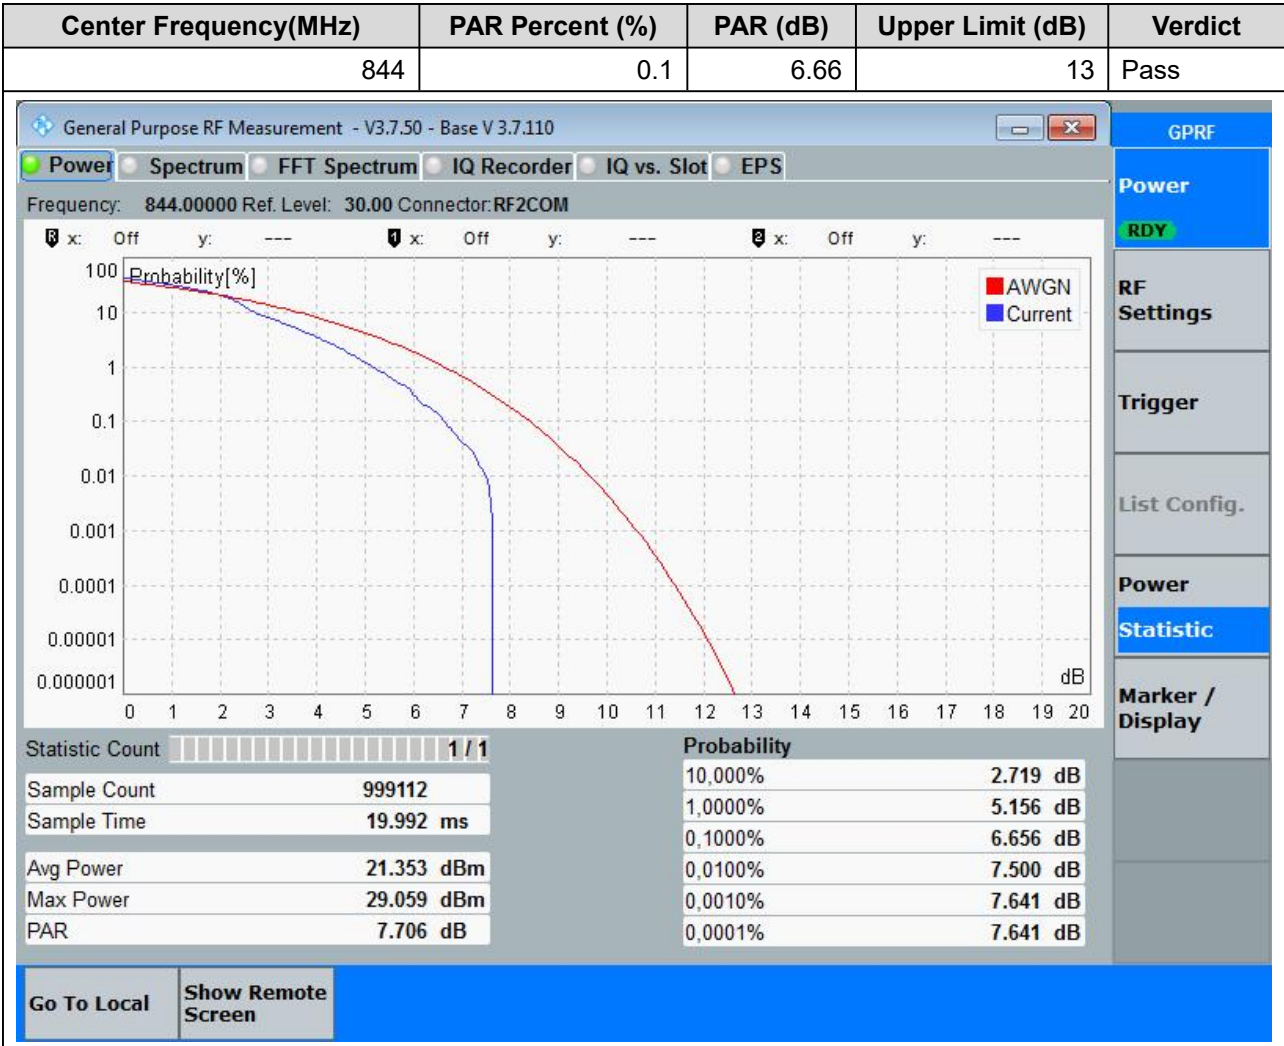 Center Frequency(MHz) PAR Percent (%) PAR (dB) Upper Limit (dB) Verdict
844 0.1 6.66 13 Pass
General Purpose RF Measurement - V3.7.50 - Base V 3.7.110
GPRF
Power Spectrum FFT Spectrum IQ Recorder IQ vs. Slot EPS
Frequency: 844.00000 Ref. Level: 30.00 Connector:RF2COM
R x: Off y: --- 1 x: Off y: --- 2 x: Off y: ---
Probability[%]
100
10
1
0.1
0.01
0.001
0.0001
0.00001
0.000001
AWGN
Current
dB
0 1 2 3 4 5 6 7 8 9 10 11 12 13 14 15 16 17 18 19 20
Statistic Count 1 / 1
Sample Count 999112
Sample Time 19.992 ms
Avg Power 21.353 dBm
Max Power 29.059 dBm
PAR 7.706 dB
Probability
10,000% 2.719 dB
1,0000% 5.156 dB
0,1000% 6.656 dB
0,0100% 7.500 dB
0,0010% 7.641 dB
0,0001% 7.641 dB
Power
RDY
RF
Settings
Trigger
List Config.
Power
Statistic
Marker /
Display
Go To Local
Show Remote
Screen